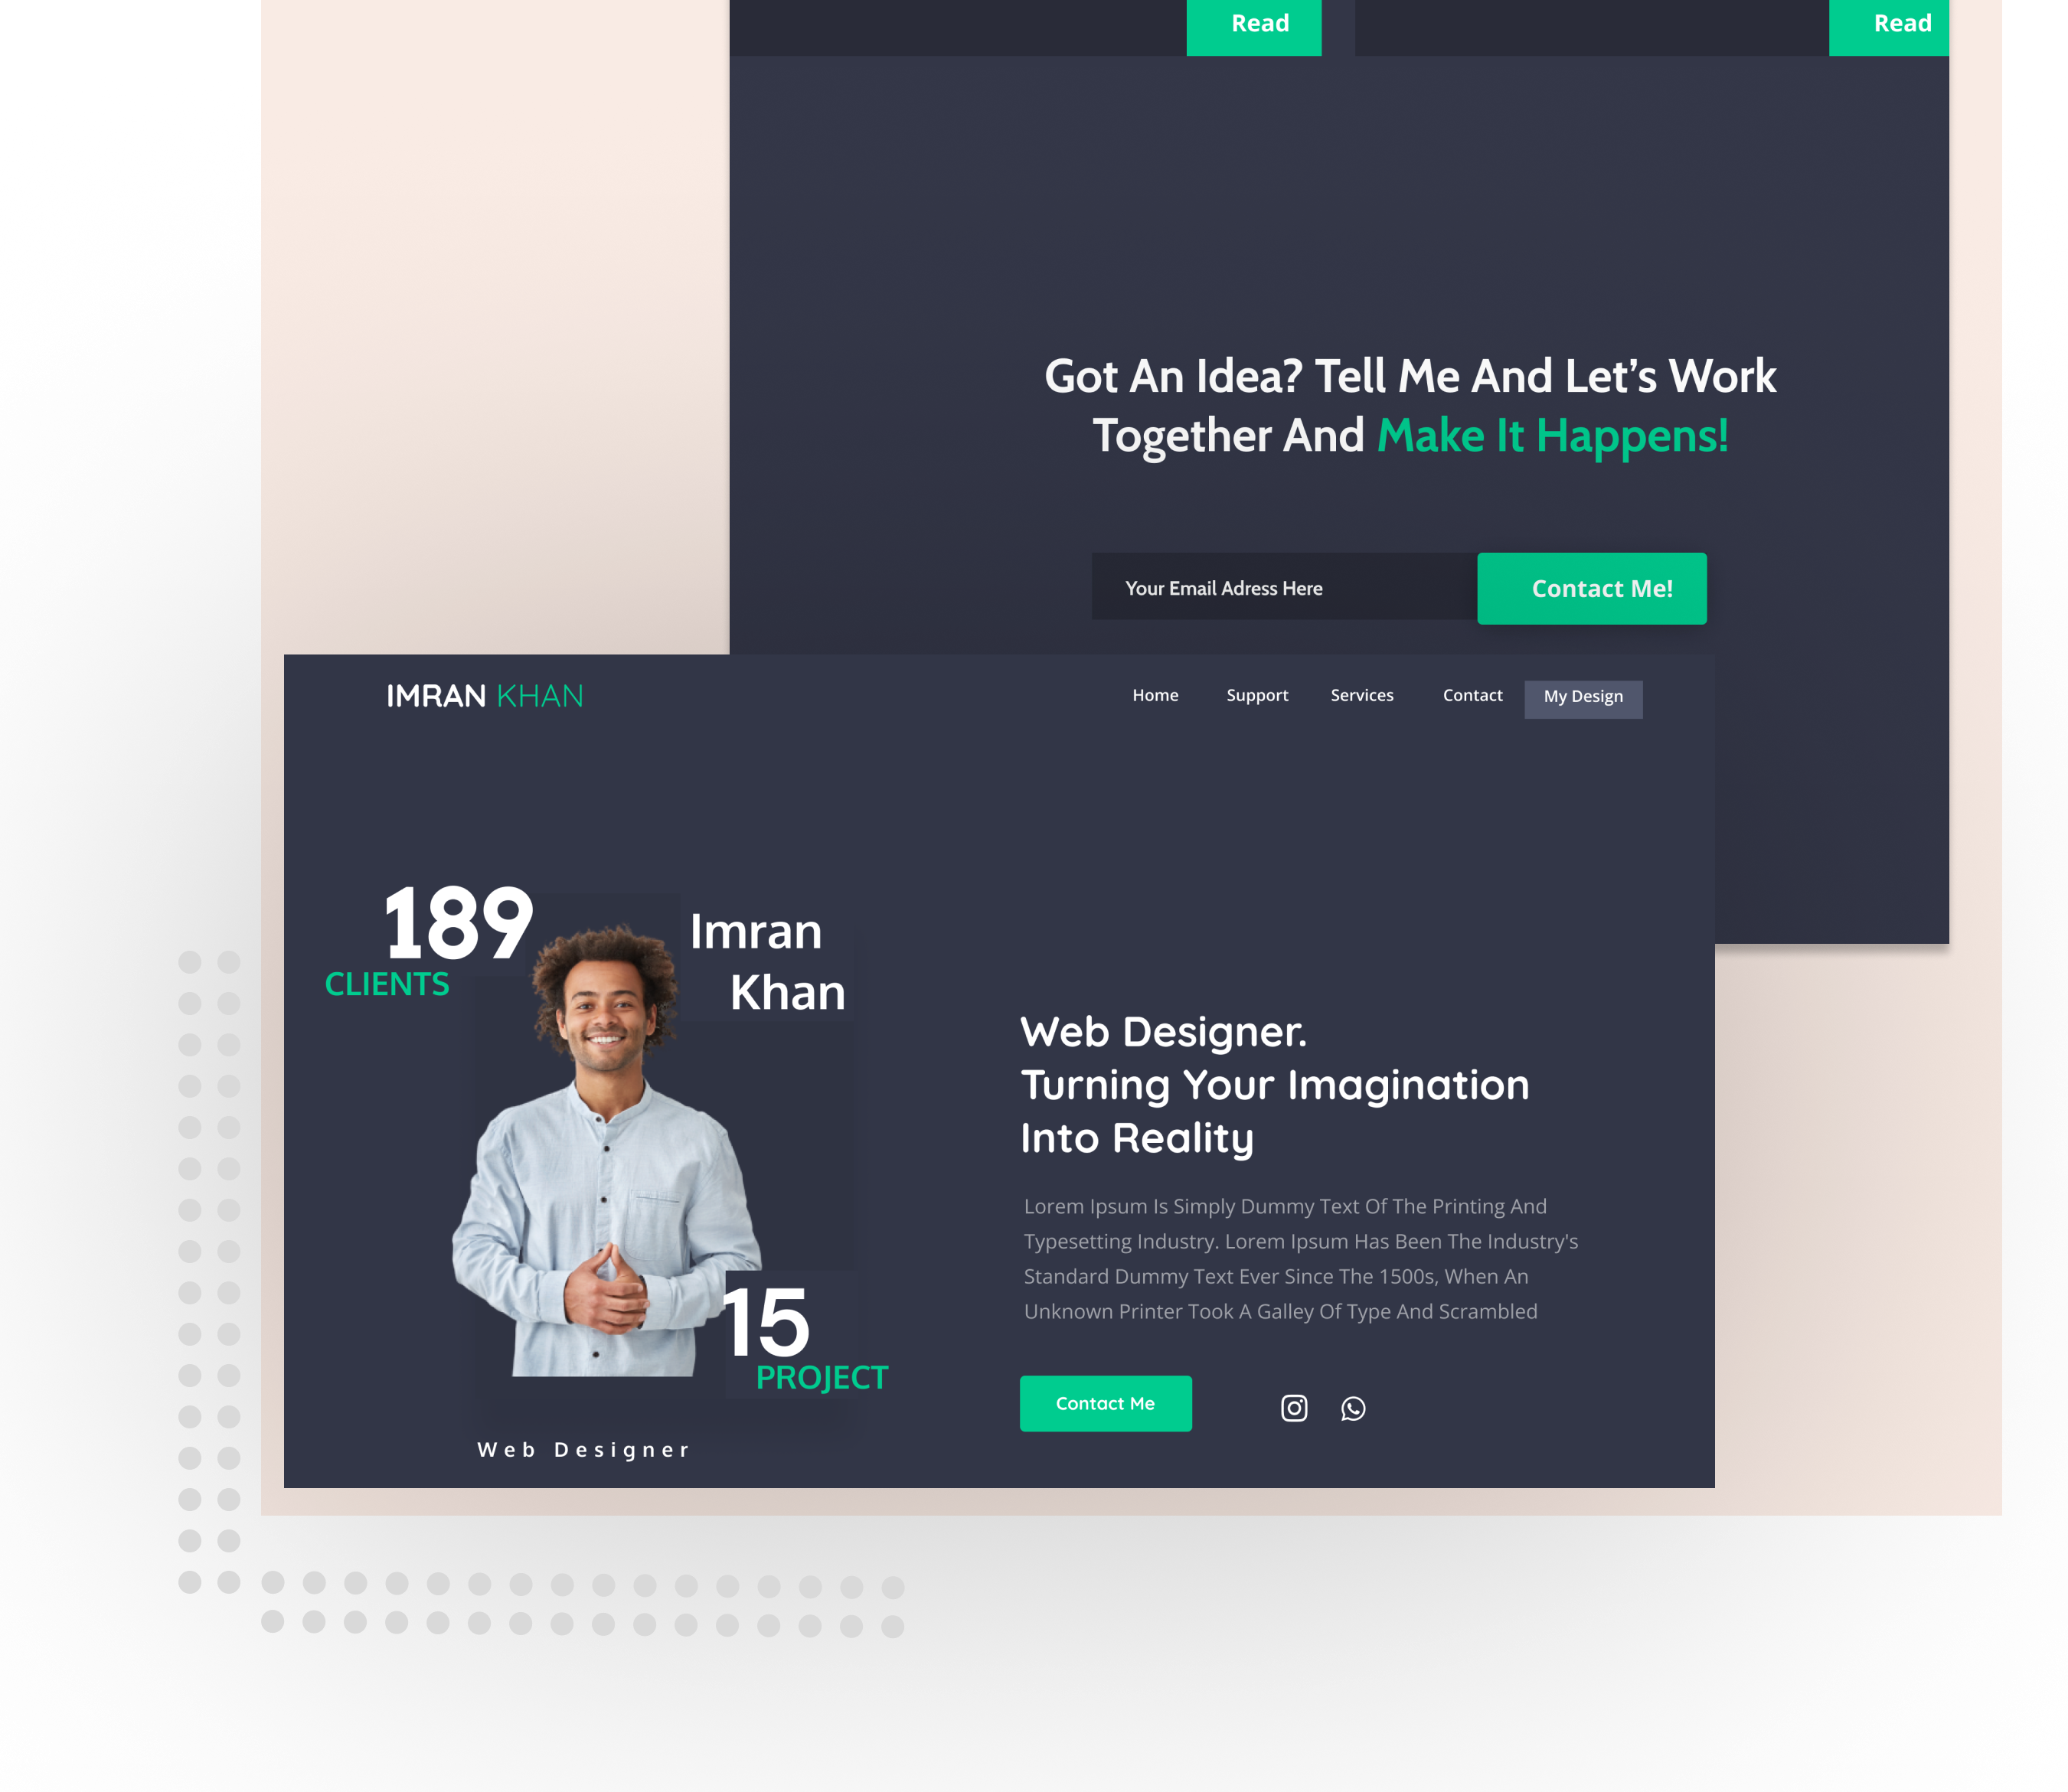 Read
Read
Got An Idea? Tell Me And Let’s Work
Together And Make It Happens!
Your Email Adress Here
Contact Me!
IMRAN KHAN
Home
Support
Services
Contact
My Design
189
CLIENTS
Imran
Khan
15
PROJECT
Web Designer
Web Designer.
Turning Your Imagination
Into Reality
Lorem Ipsum Is Simply Dummy Text Of The Printing And
Typesetting Industry. Lorem Ipsum Has Been The Industry's
Standard Dummy Text Ever Since The 1500s, When An
Unknown Printer Took A Galley Of Type And Scrambled
Contact Me